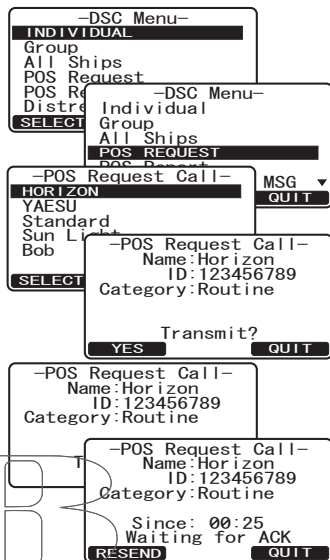 –DSC Menu–
INDIVIDUAL
Group
All Ships
POS Request
POS Re
Distre
SELECT
–DSC Menu–
Individual
Group
All Ships
POS REQUEST
POS Report
MSG ▼
QUIT
–POS Request Call–
HORIZON
YAESU
Standard
Sun Light
Bob
SELECT
–POS Request Call–
Name:Horizon
ID:123456789
Category:Routine
Transmit?
YES QUIT
–POS Request Call–
Name:Horizon
ID:123456789
Category:Routine
T
–POS Request Call–
Name:Horizon
ID:123456789
Category:Routine
Since: 00:25
Waiting for ACK
RESEND QUIT